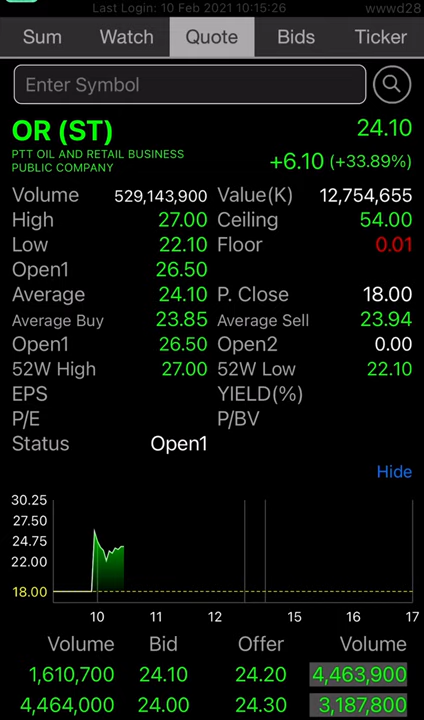 Last Login: 10 Feb 2021 10:15:26 wwwd28
Sum Watch Quote Bids Ticker
Enter Symbol
OR (ST) 24.10
PTT OIL AND RETAIL BUSINESS
PUBLIC COMPANY
+6.10 (+33.89%)
Volume 529,143,900 Value(K) 12,754,655
High 27.00 Ceiling 54.00
Low 22.10 Floor 0.01
Open1 26.50
Average 24.10 P. Close 18.00
Average Buy 23.85 Average Sell 23.94
Open1 26.50 Open2 0.00
52W High 27.00 52W Low 22.10
EPS YIELD(%)
P/E P/BV
Status Open1
Hide
30.25
27.50
24.75
22.00
18.00
10 11 12 15 16 17
Volume Bid Offer Volume
1,610,700 24.10 24.20 4,463,900
4,464,000 24.00 24.30 3,187,800